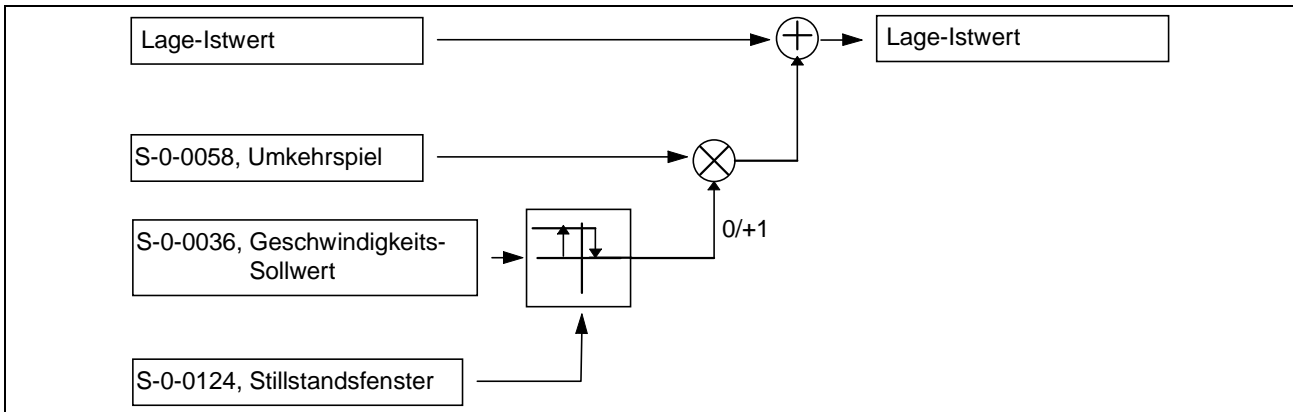 Lage-Istwert
Lage-Istwert
S-0-0058, Umkehrspiel
0/+1
S-0-0036, Geschwindigkeits-
Sollwert
S-0-0124, Stillstandsfenster